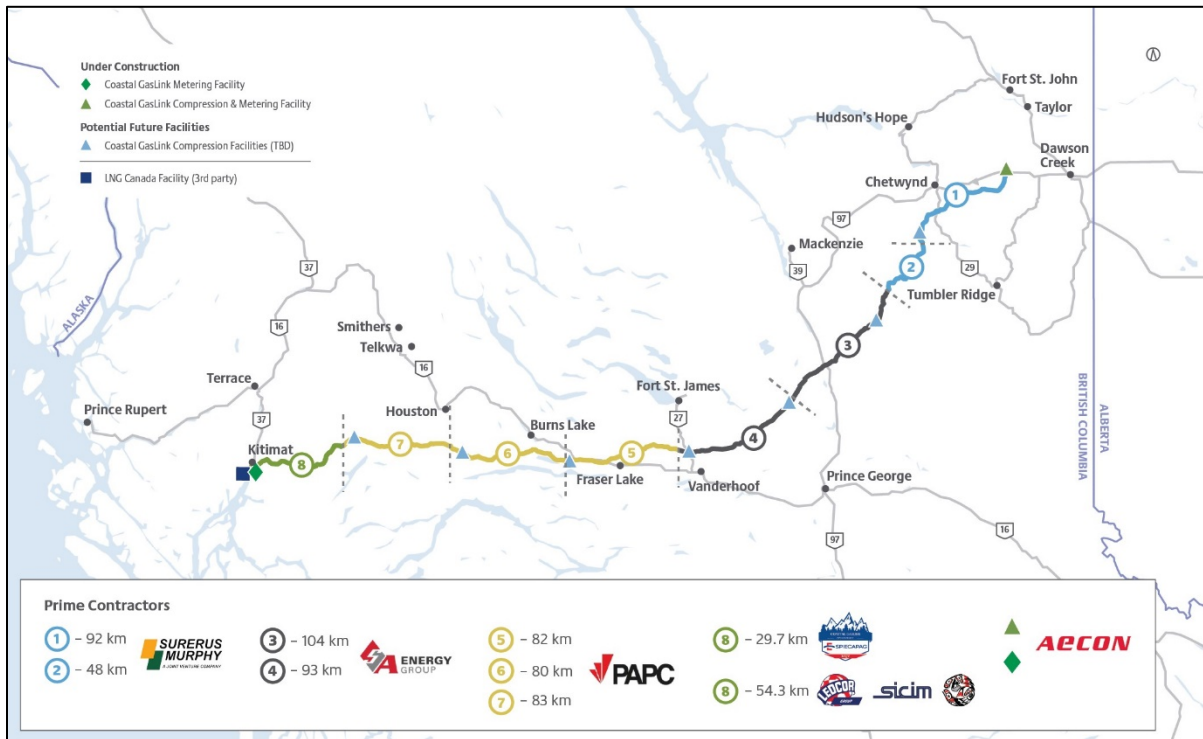 Under Construction
Coastal GasLink Metering Facility
Coastal GasLink Compression & Metering Facility
Potential Future Facilities
Coastal GasLink Compression Facilities (TBD)
LNG Canada Facility (3rd party)
Fort St. John
Taylor
Hudson's Hope
Dawson
Creek
Chetwynd
1
97
Mackenzie
39
2
29
Tumbler Ridge
37
ALASKA
16
Smithers
Telkwa
3
16
Terrace
Fort St. James
BRITISH COLUMBIA
ALBERTA
Prince Rupert
37
Houston
27
Burns Lake
4
Kitimat
7
6
5
8
Fraser Lake
Vanderhoof
Prince George
16
97
Prime Contractors
1 – 92 km
2 – 48 km
SURERUS
MURPHY
A JOINT VENTURE COMPANY
3 – 104 km
4 – 93 km
SA ENERGY
GROUP
5 – 82 km
6 – 80 km
7 – 83 km
PAPC
8 – 29.7 km
SPIECAPAG
8 – 54.3 km
LEDCOR
GROUP
sicim
AECON